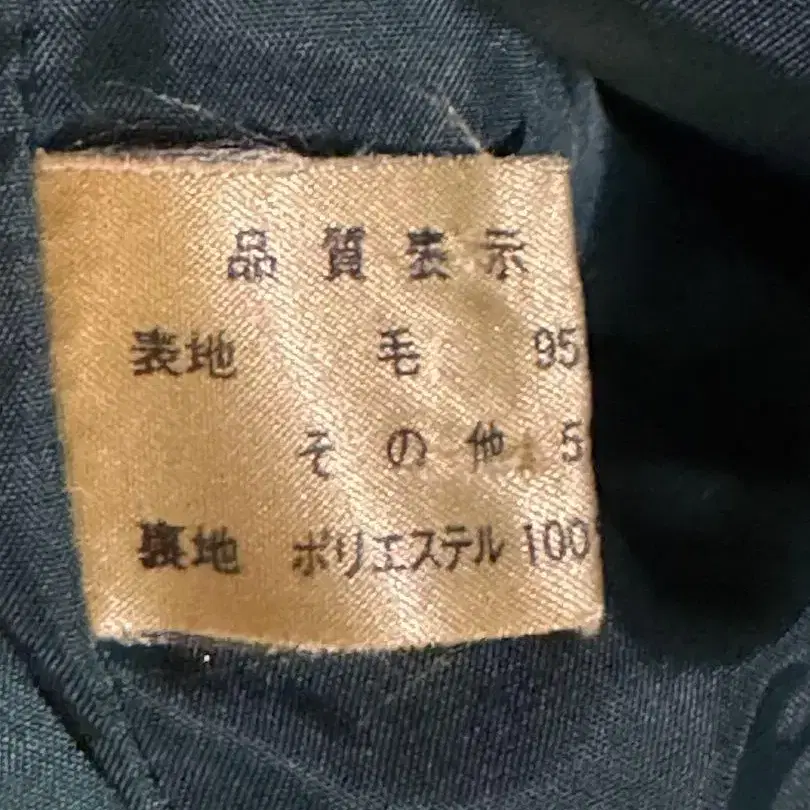 品質表示
表地 毛 95
その他 5
裏地 ポリエステル 100%